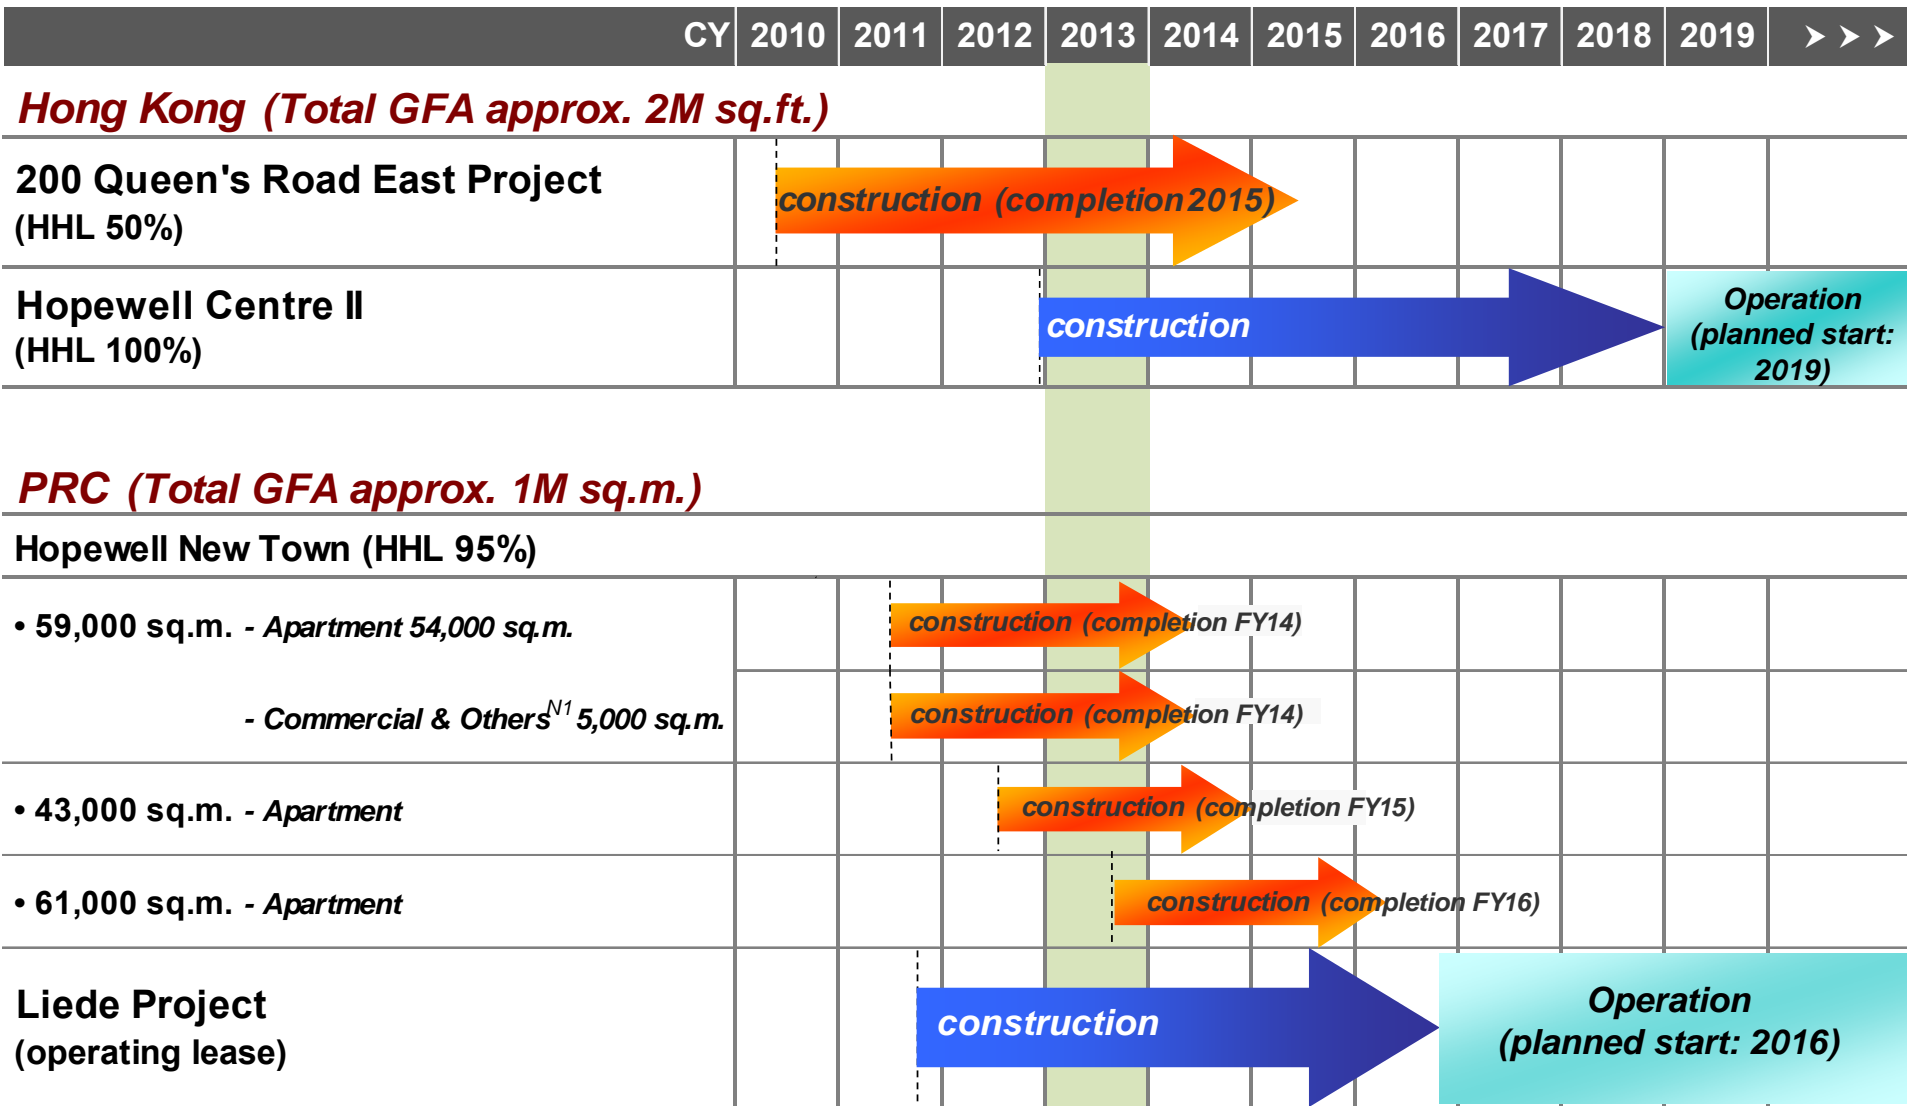 CY 2010 2011 2012 2013 2014 2015 2016 2017 2018 2019 ➤ ➤ ➤
Hong Kong (Total GFA approx. 2M sq.ft.)
200 Queen's Road East Project
(HHL 50%)
construction (completion 2015)
Hopewell Centre II
(HHL 100%)
construction
Operation
(planned start:
2019)
PRC (Total GFA approx. 1M sq.m.)
Hopewell New Town (HHL 95%)
• 59,000 sq.m. - Apartment 54,000 sq.m.
construction (completion FY14)
- Commercial & Others N1 5,000 sq.m.
construction (completion FY14)
• 43,000 sq.m. - Apartment
construction (completion FY15)
• 61,000 sq.m. - Apartment
construction (completion FY16)
Liede Project
(operating lease)
construction
Operation
(planned start: 2016)